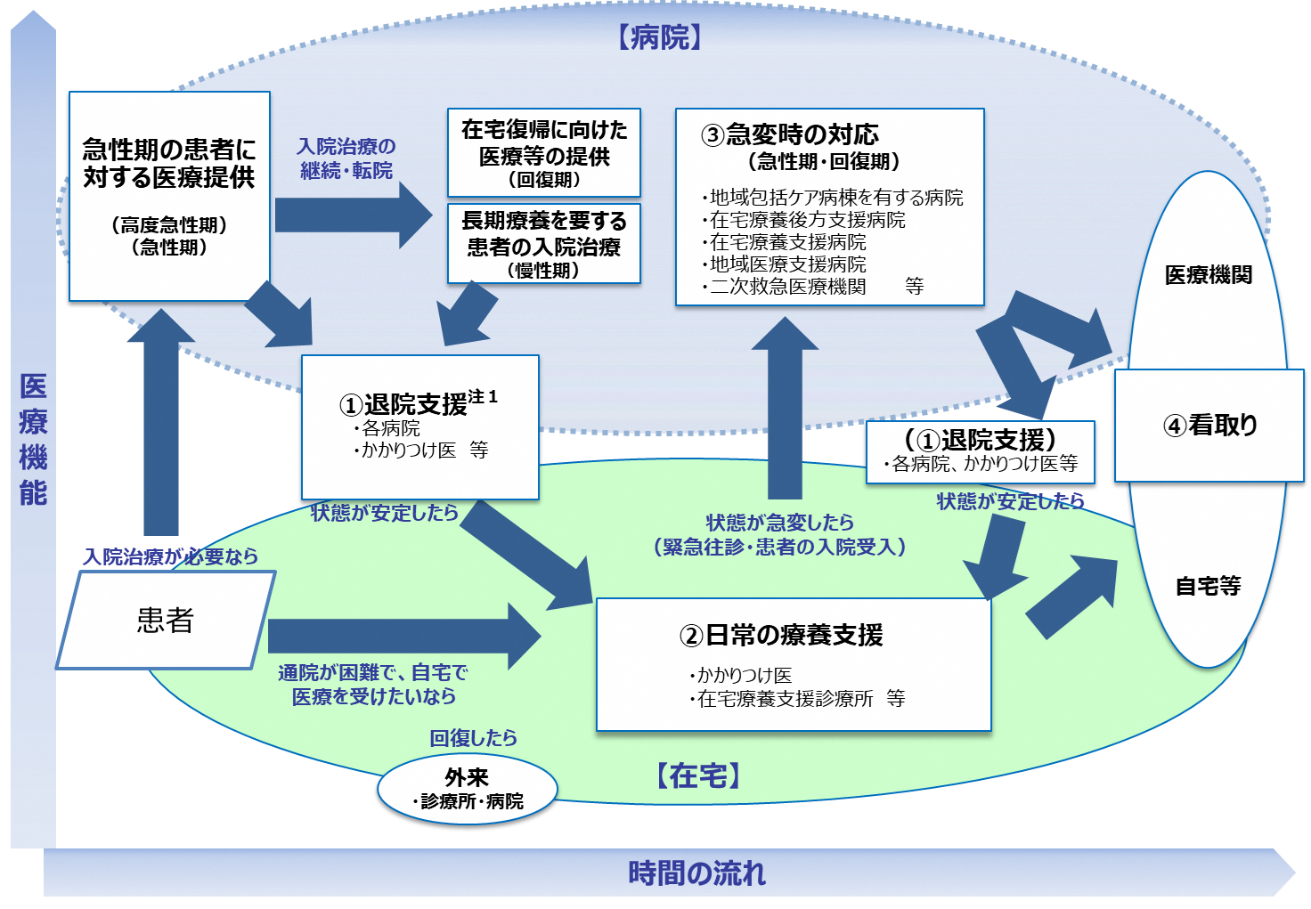 【病院】
急性期の患者に
対する医療提供
（高度急性期）
（急性期）
入院治療の
継続・転院
在宅復帰に向けた
医療等の提供
（回復期）
長期療養を要する
患者の入院治療
（慢性期）
③急変時の対応
（急性期・回復期）
・地域包括ケア病棟を有する病院
・在宅療養後方支援病院
・在宅療養支援病院
・地域医療支援病院
・二次救急医療機関　　等
医療機関
④看取り
自宅等
医療機能
①退院支援注１
・各病院
・かかりつけ医　等
状態が安定したら
（①退院支援）
・各病院、かかりつけ医等
状態が安定したら
状態が急変したら
（緊急往診・患者の入院受入）
入院治療が必要なら
患者
通院が困難で、自宅で
医療を受けたいなら
②日常の療養支援
・かかりつけ医
・在宅療養支援診療所　等
回復したら
外来
・診療所・病院
【在宅】
時間の流れ